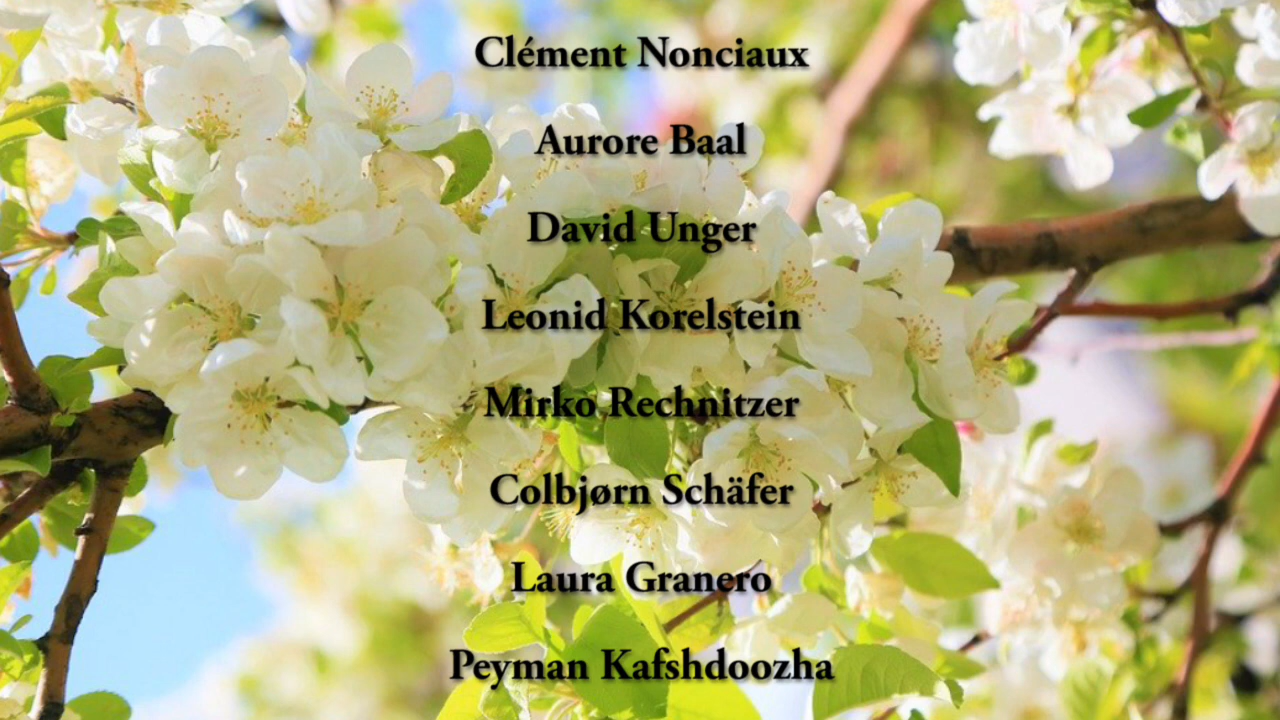 Clément Nonciaux
Aurore Baal
David Unger
Leonid Korelstein
Mirko Rechnitzer
Colbjørn Schäfer
Laura Granero
Peyman Kafshdoozha